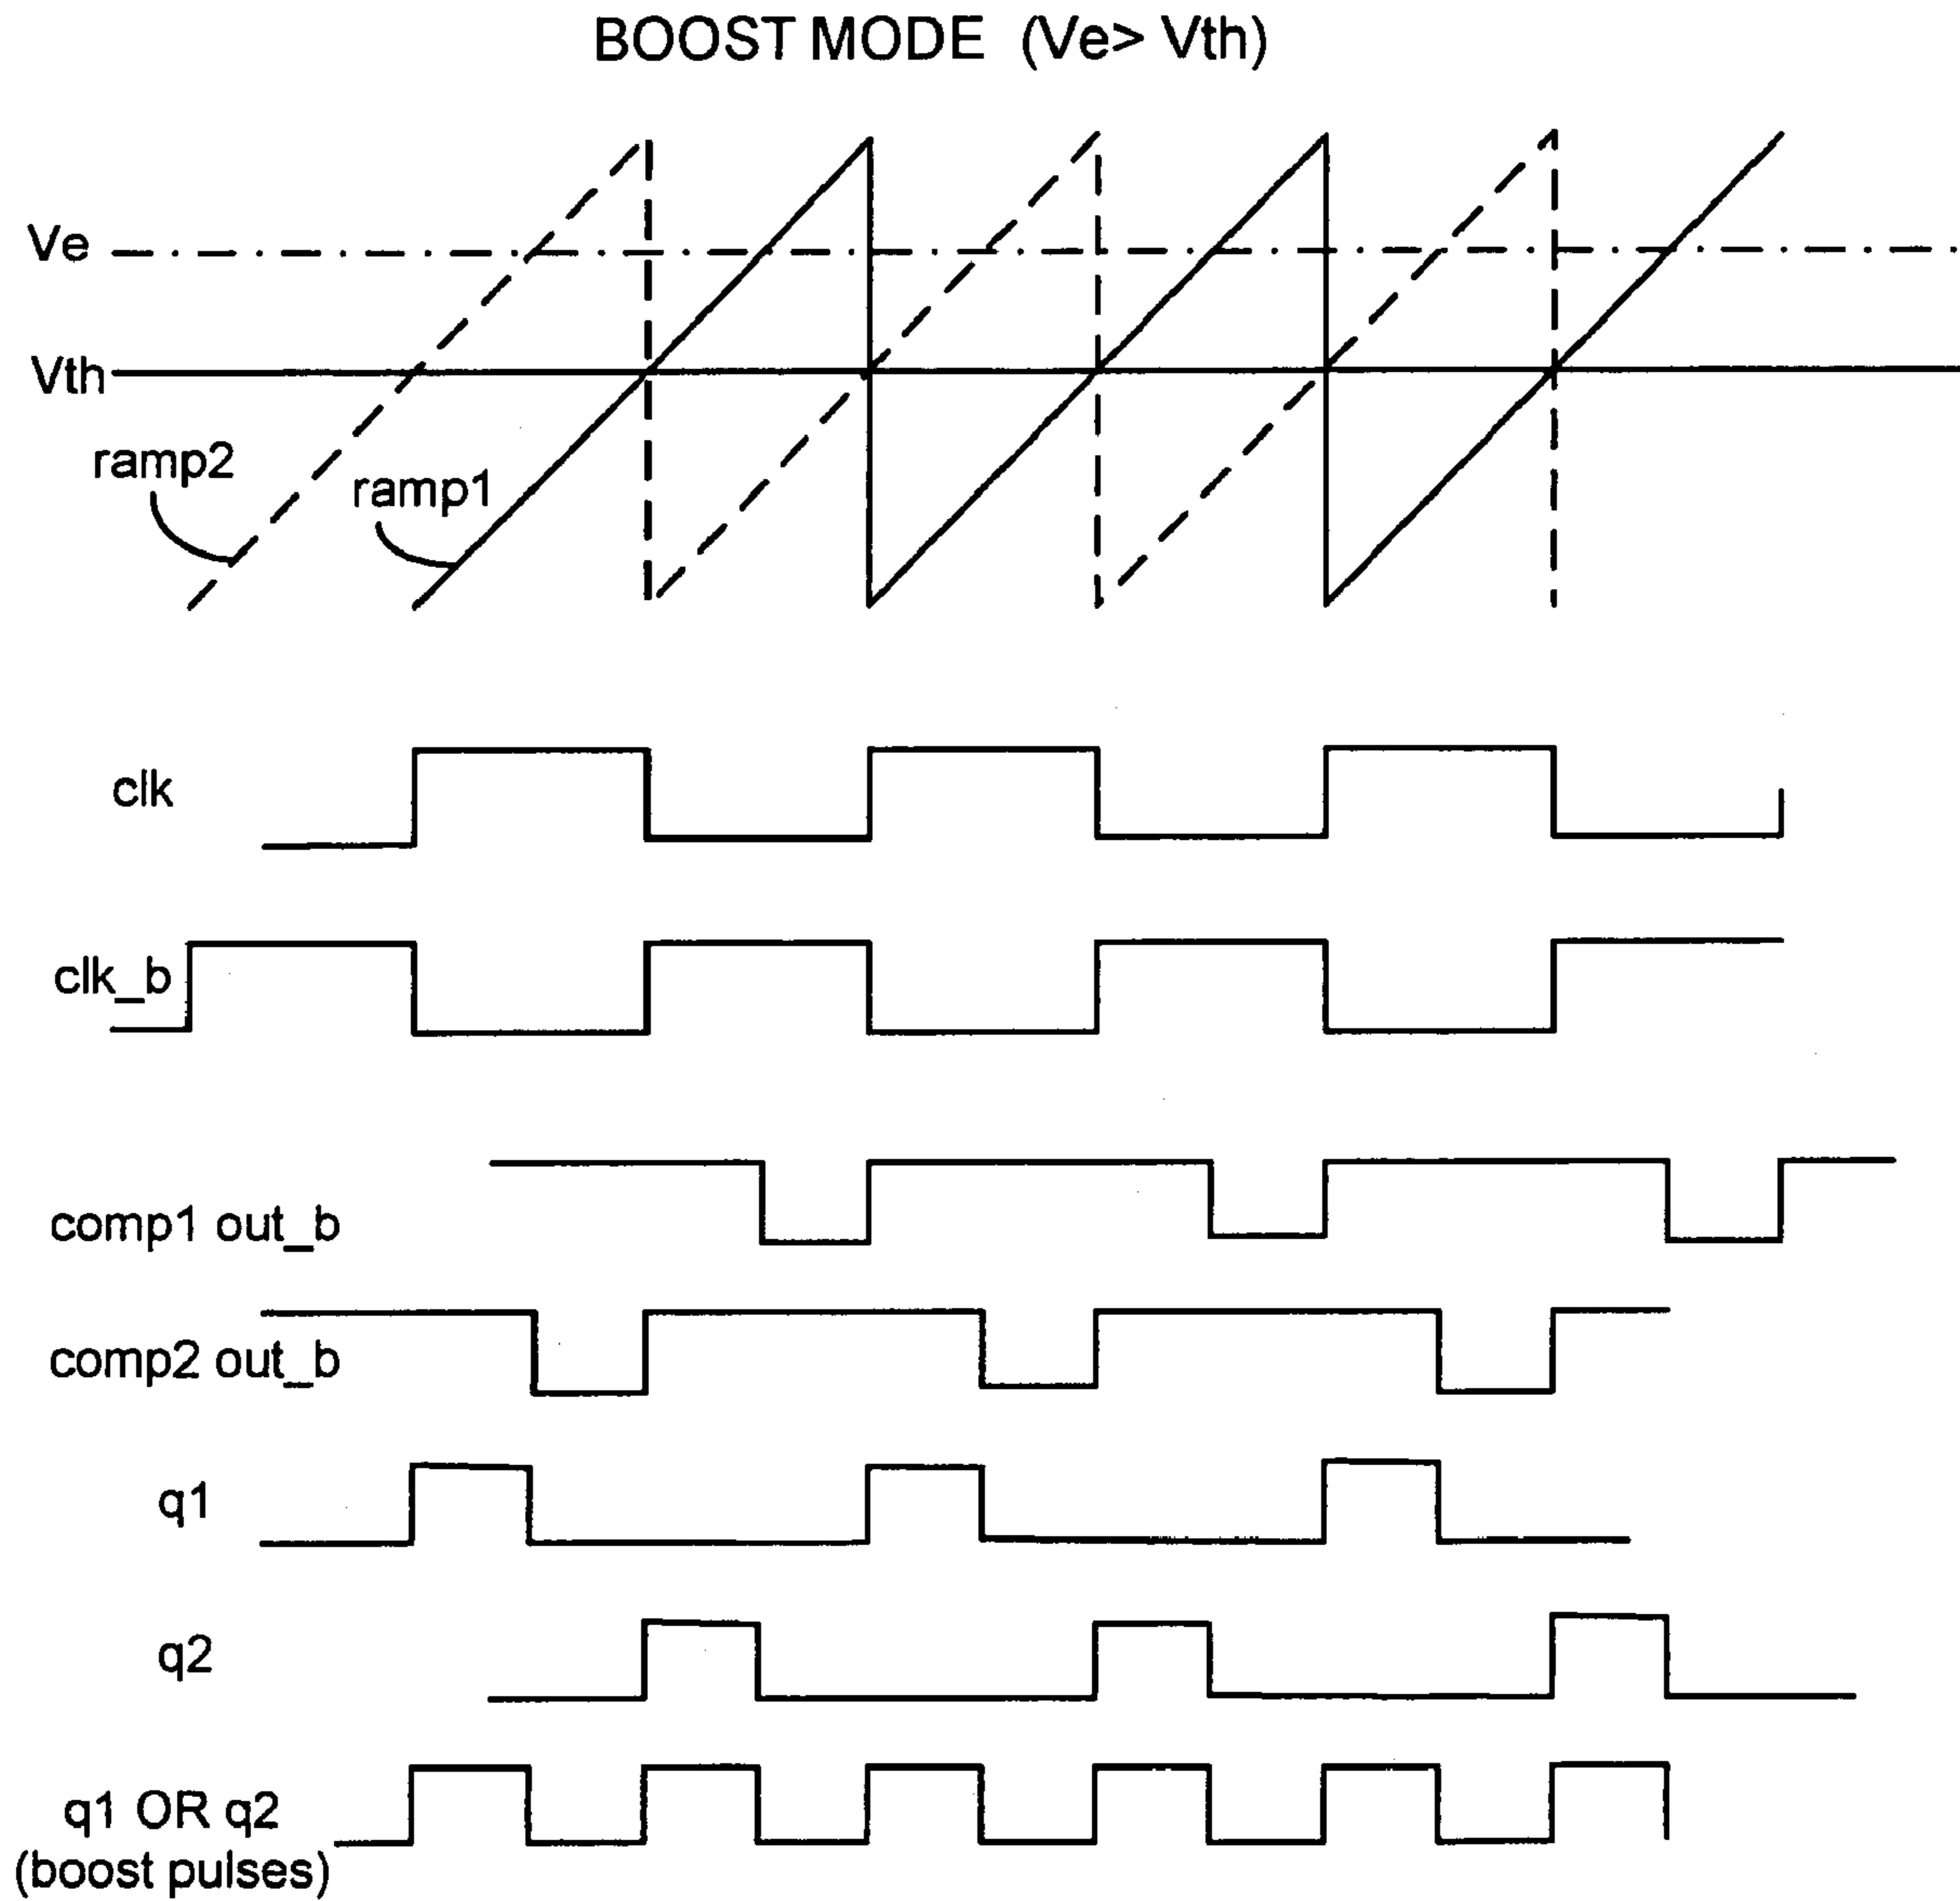 BOOST MODE (Ve> Vth)
Ve
Vth
ramp2
ramp1
clk
clk_b
comp1 out_b
comp2 out_b
q1
q2
q1 OR q2
(boost pulses)